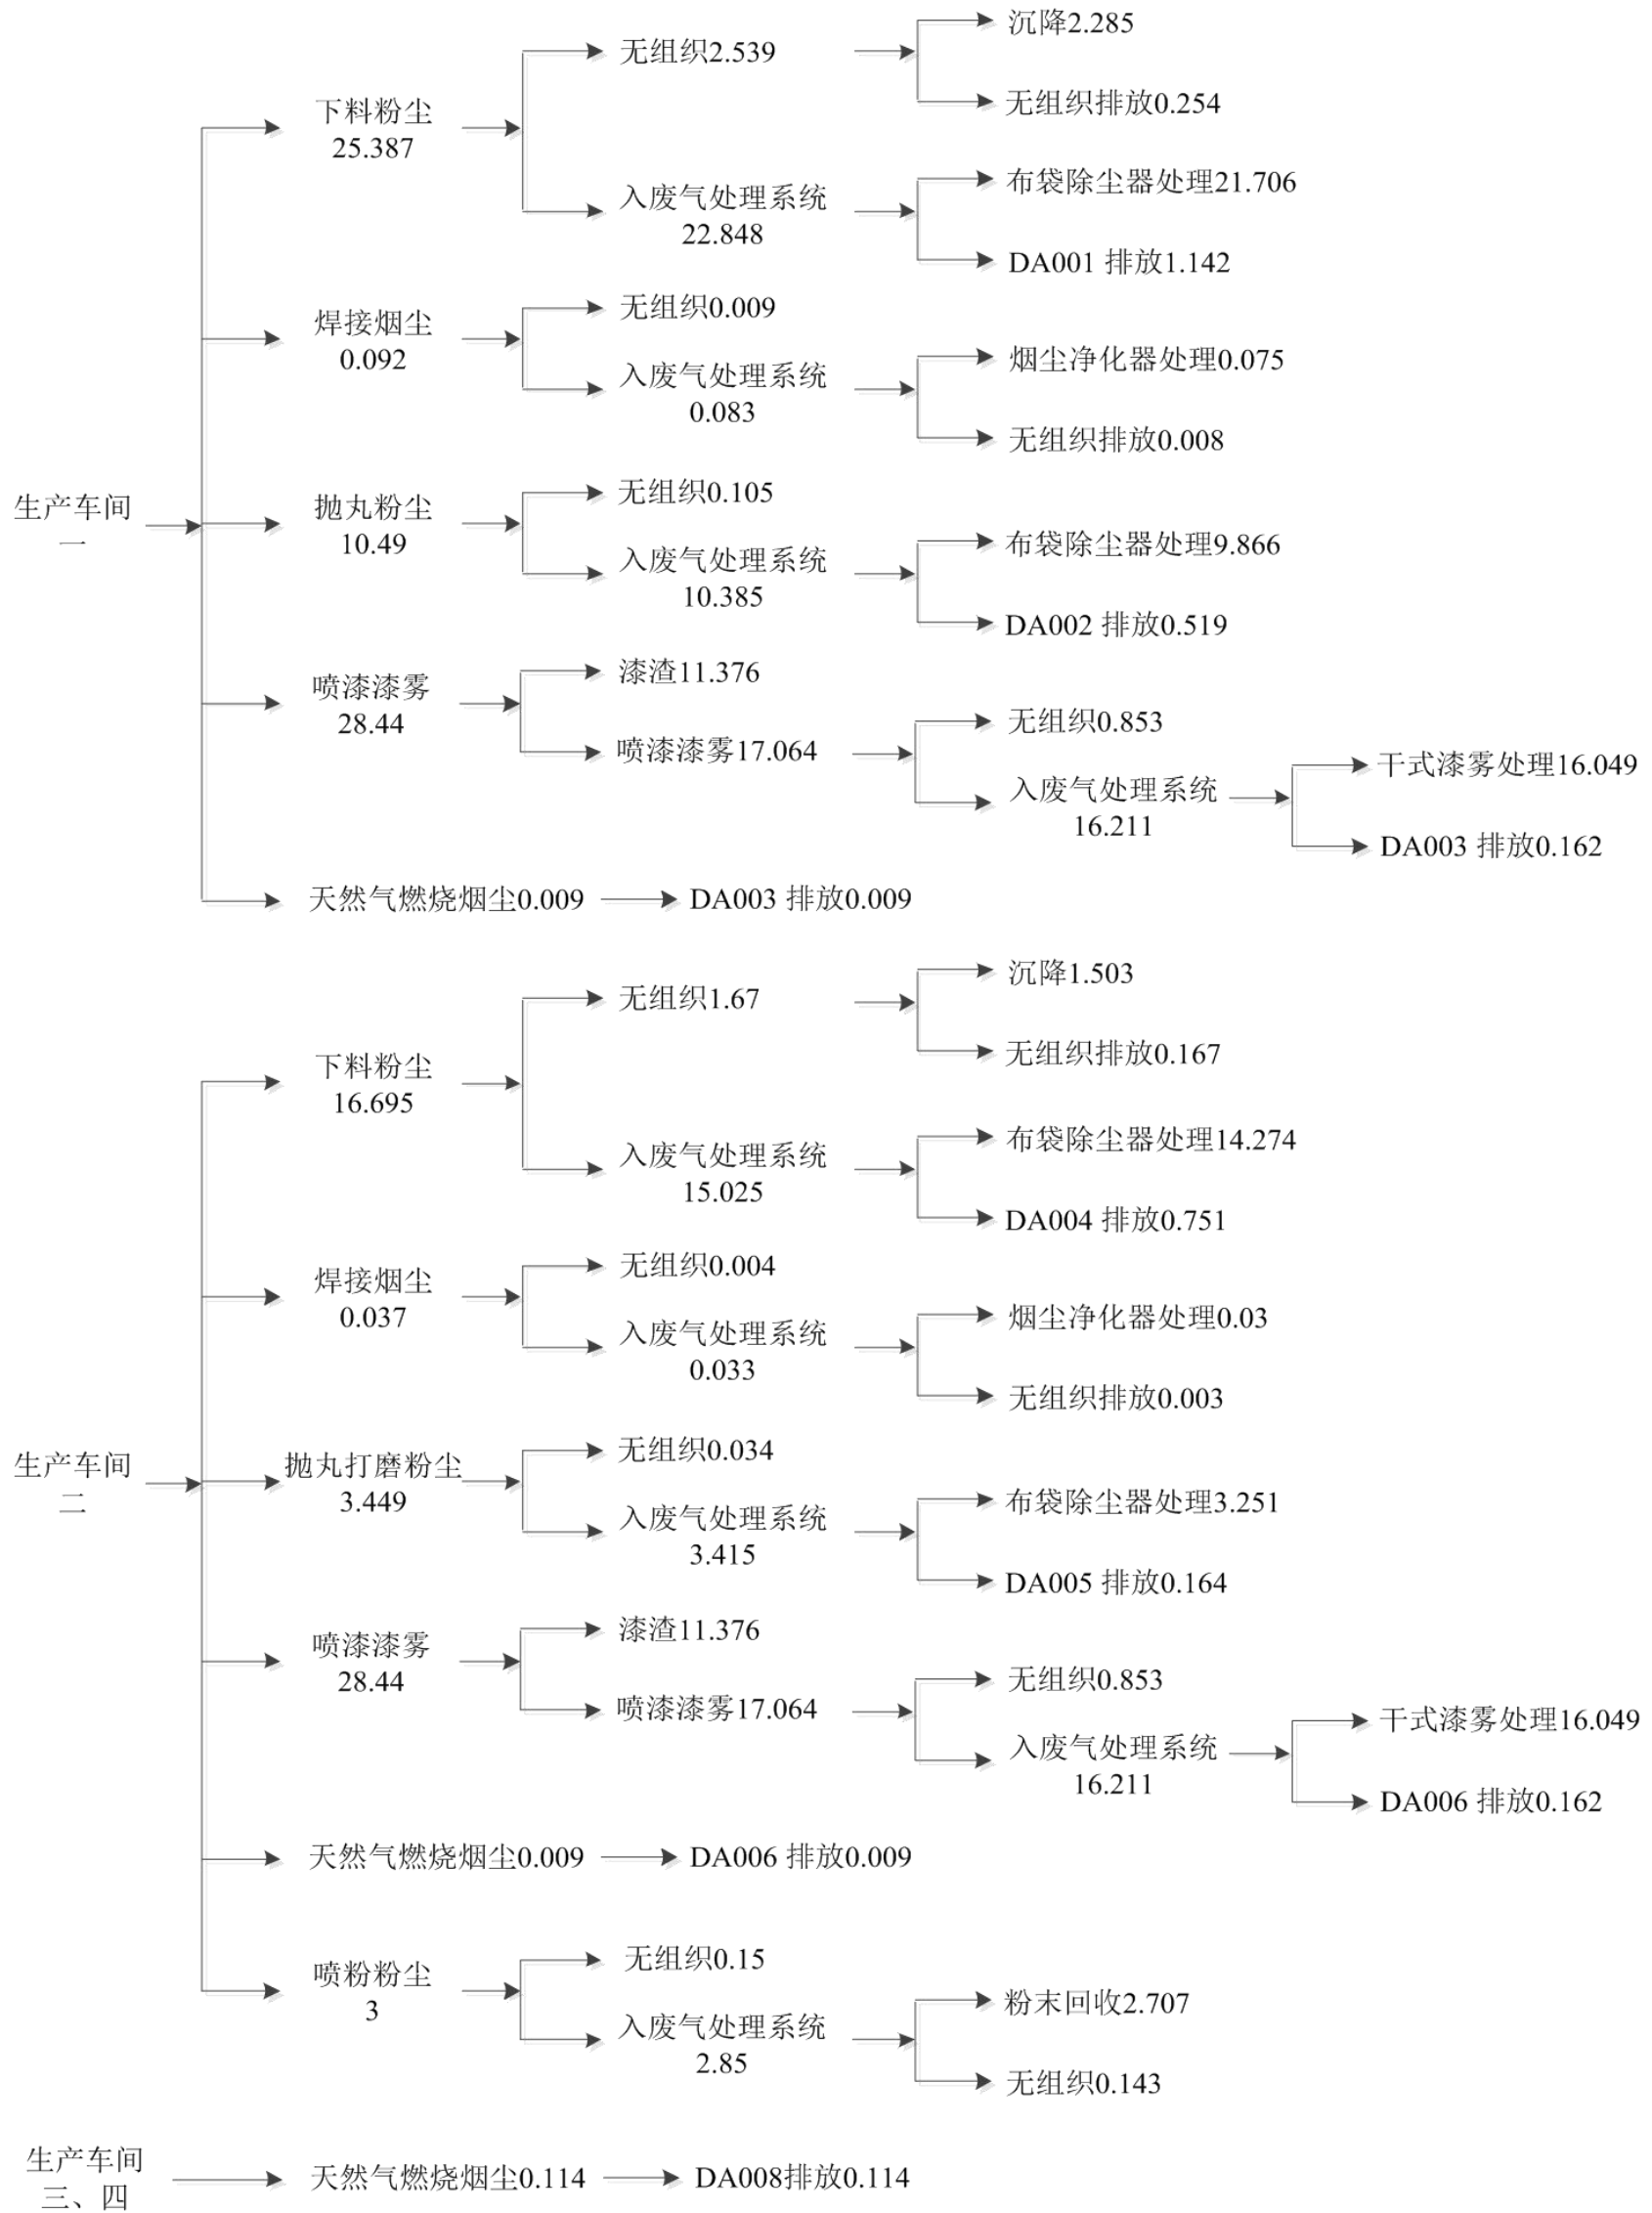 生产车间
一
下料粉尘
25.387
无组织2.539
沉降2.285
无组织排放0.254
入废气处理系统
22.848
布袋除尘器处理21.706
DA001 排放1.142
焊接烟尘
0.092
无组织0.009
入废气处理系统
0.083
烟尘净化器处理0.075
无组织排放0.008
抛丸粉尘
10.49
无组织0.105
入废气处理系统
10.385
布袋除尘器处理9.866
DA002 排放0.519
喷漆漆雾
28.44
漆渣11.376
喷漆漆雾17.064
无组织0.853
入废气处理系统
16.211
干式漆雾处理16.049
DA003 排放0.162
天然气燃烧烟尘0.009
DA003 排放0.009
生产车间
二
下料粉尘
16.695
无组织1.67
沉降1.503
无组织排放0.167
入废气处理系统
15.025
布袋除尘器处理14.274
DA004 排放0.751
焊接烟尘
0.037
无组织0.004
入废气处理系统
0.033
烟尘净化器处理0.03
无组织排放0.003
抛丸打磨粉尘
3.449
无组织0.034
入废气处理系统
3.415
布袋除尘器处理3.251
DA005 排放0.164
喷漆漆雾
28.44
漆渣11.376
喷漆漆雾17.064
无组织0.853
入废气处理系统
16.211
干式漆雾处理16.049
DA006 排放0.162
天然气燃烧烟尘0.009
DA006 排放0.009
喷粉粉尘
3
无组织0.15
入废气处理系统
2.85
粉末回收2.707
无组织0.143
生产车间
三、四
天然气燃烧烟尘0.114
DA008排放0.114